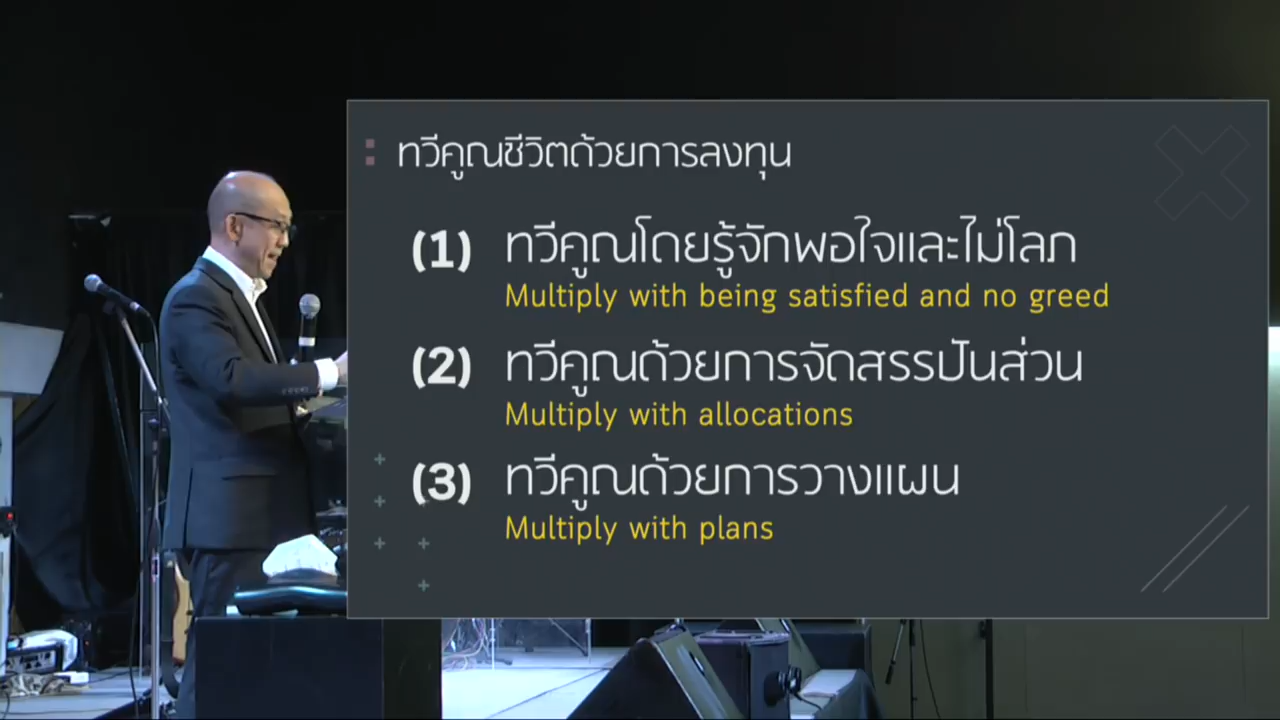 ทวีคูณชีวิตด้วยการลงทุน
(1) ทวีคูณโดยรู้จักพอใจและไม่โลภ
Multiply with being satisfied and no greed
(2) ทวีคูณด้วยการจัดสรรปันส่วน
Multiply with allocations
(3) ทวีคูณด้วยการวางแผน
Multiply with plans